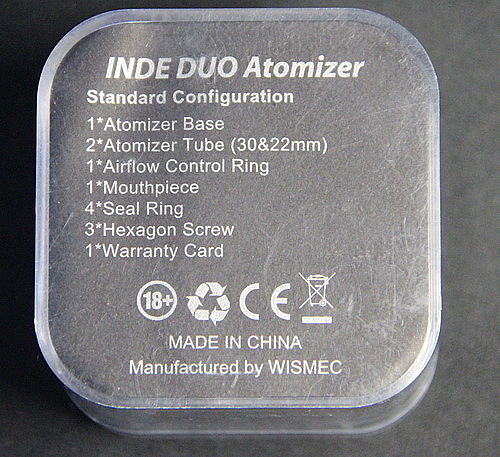 INDE DUO Atomizer
Standard Configuration
1*Atomizer Base
2*Atomizer Tube (30&22mm)
1*Airflow Control Ring
1*Mouthpiece
4*Seal Ring
3*Hexagon Screw
1*Warranty Card
18+ CE
MADE IN CHINA
Manufactured by WISMEC